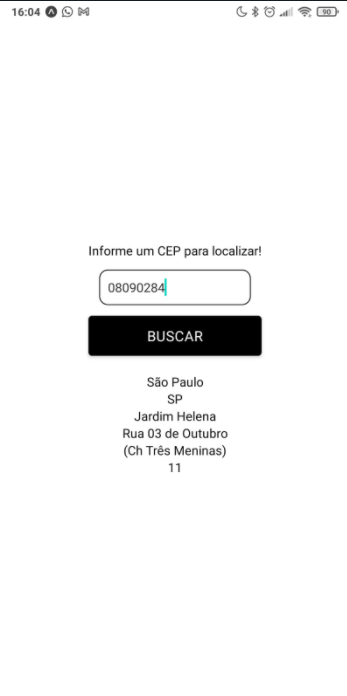 16:04
90
Informe um CEP para localizar!
08090284
BUSCAR
São Paulo
SP
Jardim Helena
Rua 03 de Outubro
(Ch Três Meninas)
11